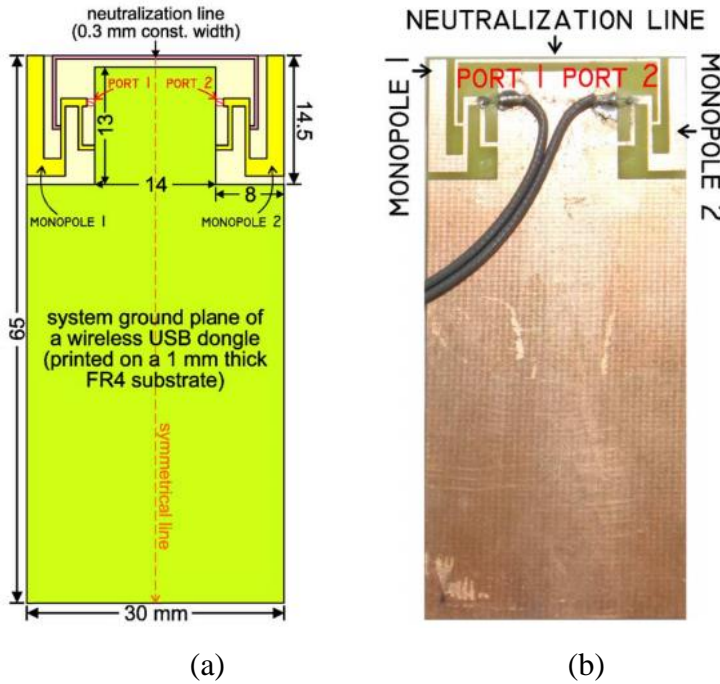 neutralization line
(0.3 mm const. width)
PORT 1 PORT 2
13
14.5
14
8
MONOPOLE 1
MONOPOLE 2
65
system ground plane of
a wireless USB dongle
(printed on a 1 mm thick
FR4 substrate)
symmetrical line
30 mm
(a)
NEUTRALIZATION LINE
MONOPOLE 1
PORT 1 PORT 2
MONOPOLE 2
(b)